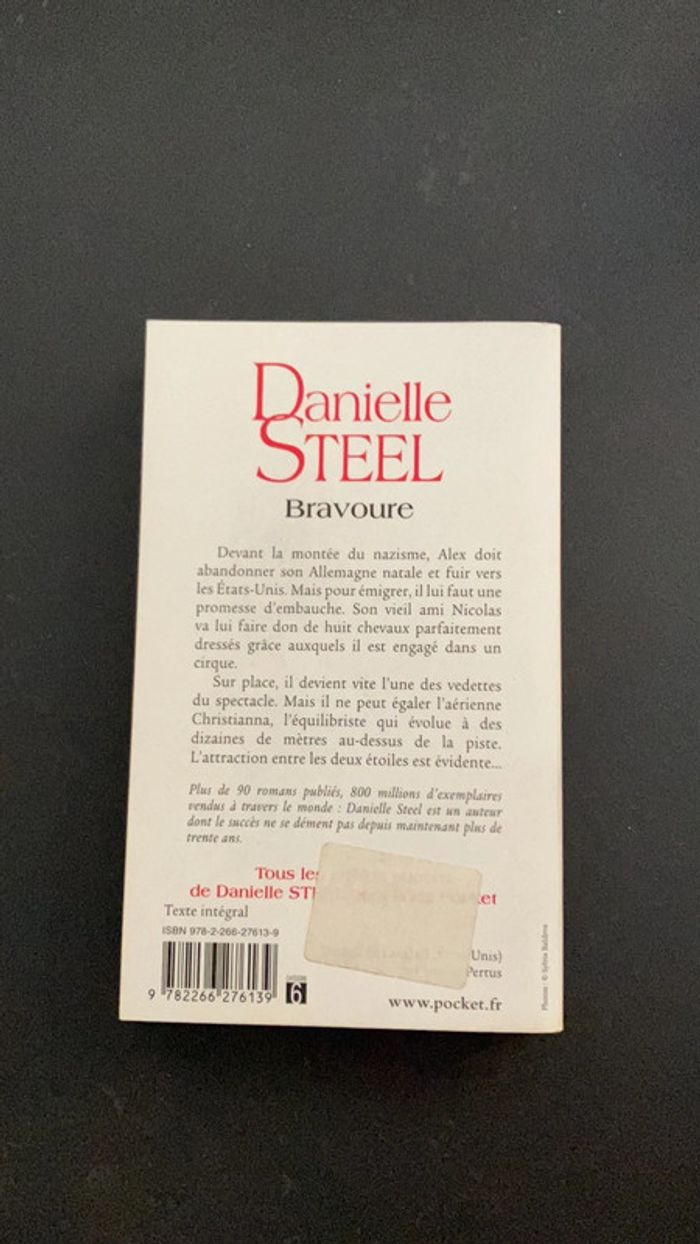 Danielle
STEEL
Bravoure
Devant la montée du nazisme, Alex doit
abandonner son Allemagne natale et fuir vers
les États-Unis. Mais pour émigrer, il lui faut une
promesse d'embauche. Son vieil ami Nicolas
va lui faire don de huit chevaux parfaitement
dressés grâce auxquels il est engagé dans un
cirque.
Sur place, il devient vite l'une des vedettes
du spectacle. Mais il ne peut égaler l'aérienne
Christianna, l'équilibriste qui évolue à des
dizaines de mètres au-dessus de la piste.
L'attraction entre les deux étoiles est évidente...
Plus de 90 romans publiés, 800 millions d'exemplaires
vendus à travers le monde : Danielle Steel est un auteur
dont le succès ne se dément pas depuis maintenant plus de
trente ans.
Tous les
de Danielle STE ket
Texte intégral
ISBN 978-2-266-27613-9
Unis)
Pertus
9 782266 276139
6
www.pocket.fr